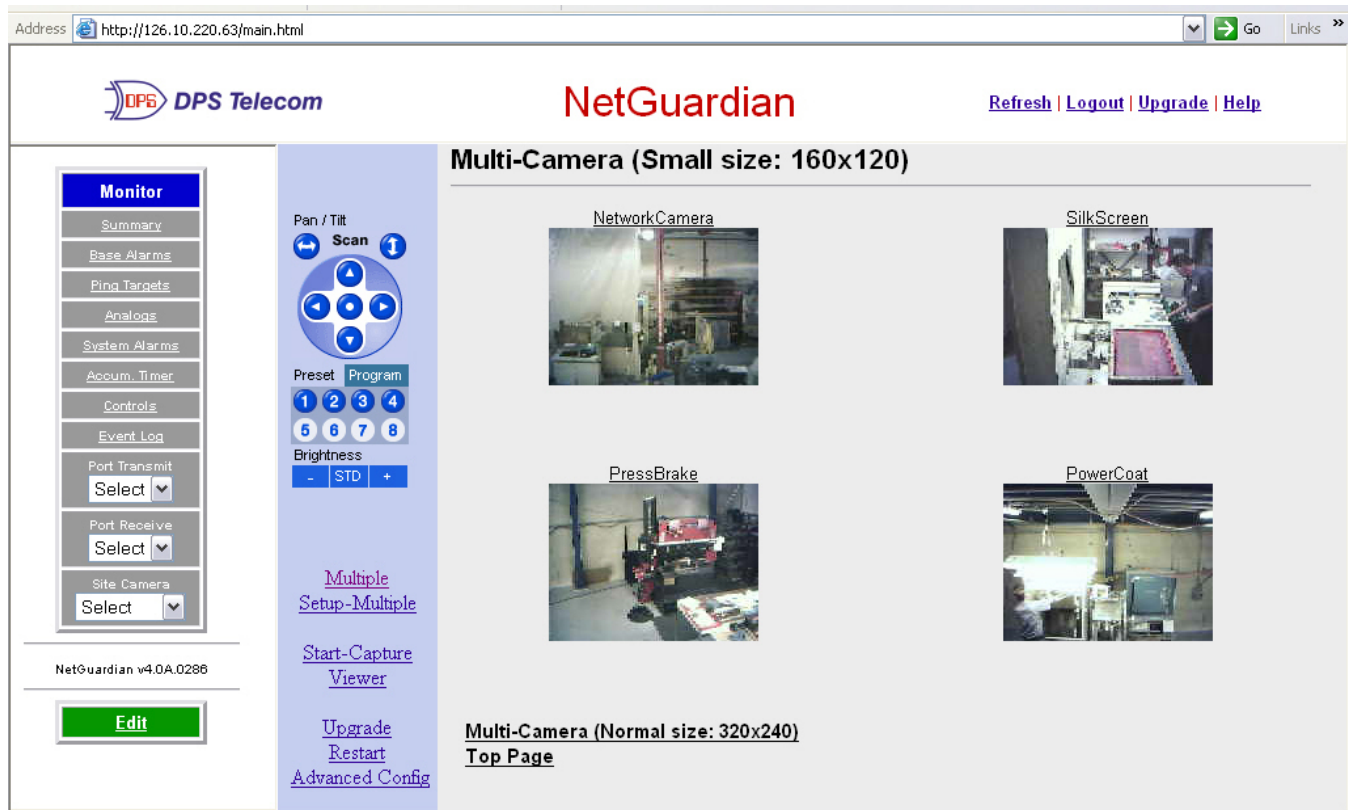 Address http://126.10.220.63/main.html Go Links »
DPS DPS Telecom
NetGuardian
Refresh | Logout | Upgrade | Help
Monitor
Summary
Base Alarms
Ping Targets
Analogs
System Alarms
Accum. Timer
Controls
Event Log
Port Transmit
Select
Port Receive
Select
Site Camera
Select
NetGuardian v4.0A.0286
Edit
Pan / Tilt
Scan
Preset Program
1 2 3 4
5 6 7 8
Brightness
- STD +
Multiple
Setup-Multiple
Start-Capture
Viewer
Upgrade
Restart
Advanced Config
Multi-Camera (Small size: 160x120)
NetworkCamera
SilkScreen
PressBrake
PowerCoat
Multi-Camera (Normal size: 320x240)
Top Page